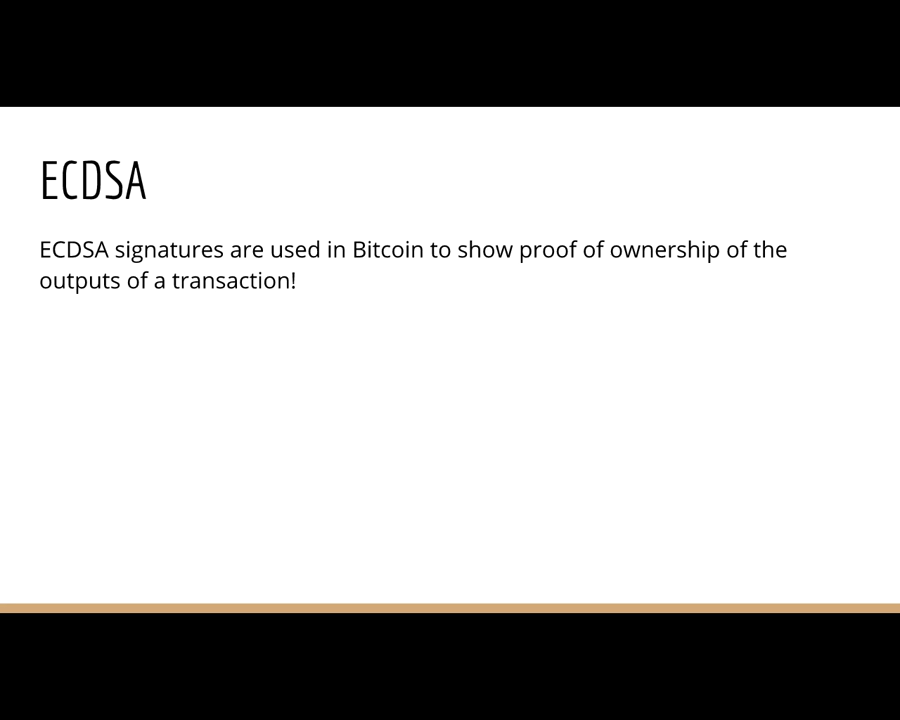 ECDSA
ECDSA signatures are used in Bitcoin to show proof of ownership of the
outputs of a transaction!